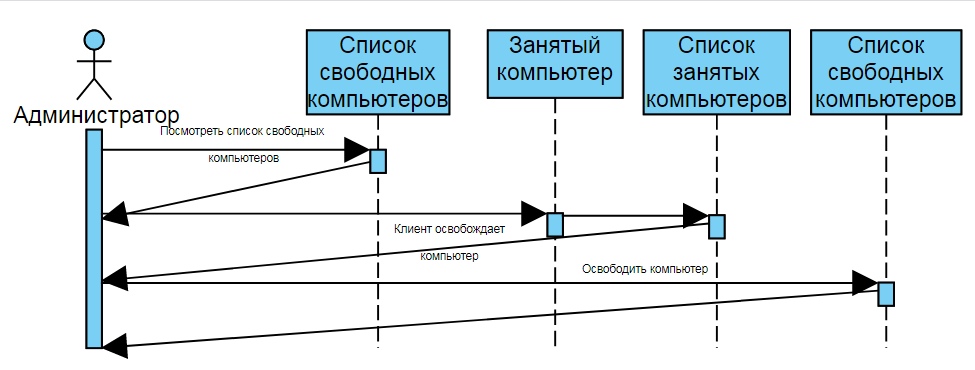 Список
свободных
компьютеров
Занятый
компьютер
Список
занятых
компьютеров
Список
свободных
компьютеров
Администратор
Посмотреть список свободных
компьютеров
Клиент освобождает
компьютер
Освободить компьютер